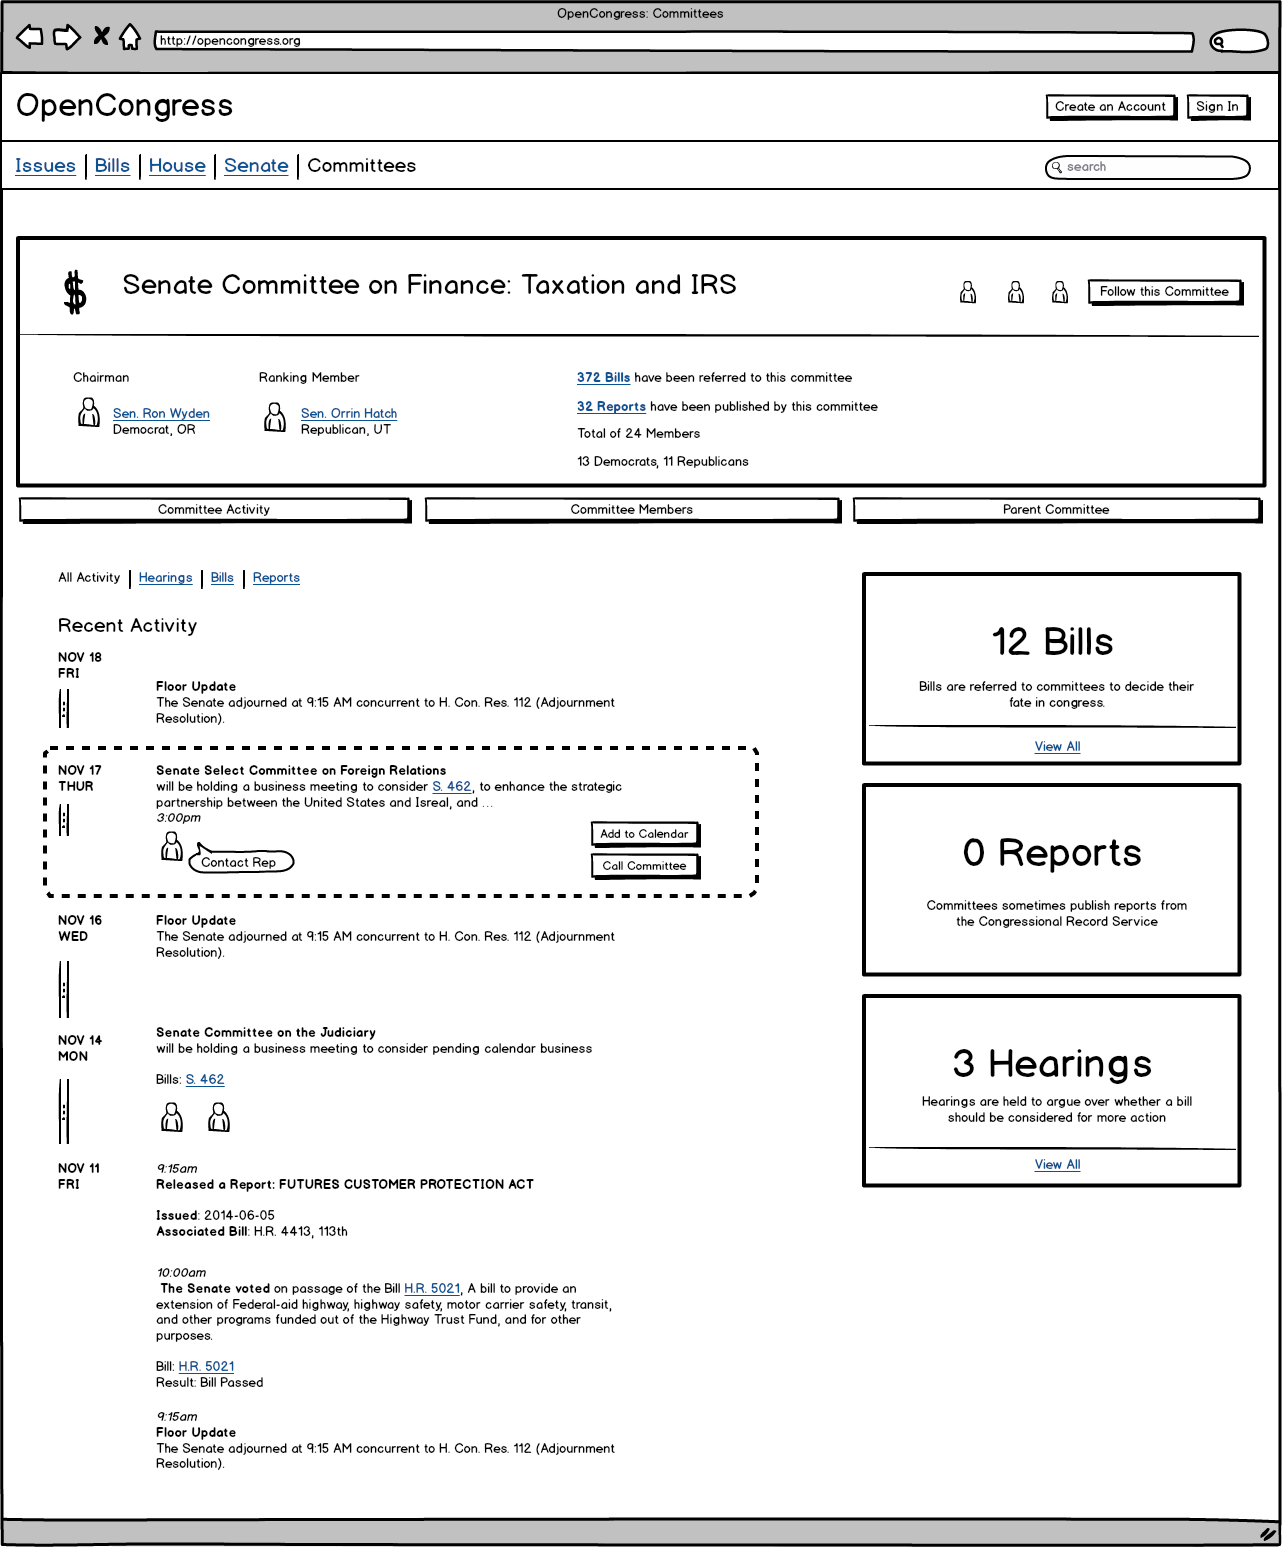 OpenCongress: Committees
http://opencongress.org
OpenCongress
Create an Account
Sign In
Issues
Bills
House
Senate
Committees
search
$
Senate Committee on Finance: Taxation and IRS
Follow this Committee
Chairman
Sen. Ron Wyden
Democrat, OR
Ranking Member
Sen. Orrin Hatch
Republican, UT
372 Bills have been referred to this committee
32 Reports have been published by this committee
Total of 24 Members
13 Democrats, 11 Republicans
Committee Activity
Committee Members
Parent Committee
All Activity
Hearings
Bills
Reports
Recent Activity
NOV 18
FRI
Floor Update
The Senate adjourned at 9:15 AM concurrent to H. Con. Res. 112 (Adjournment
Resolution).
NOV 17
THUR
Senate Select Committee on Foreign Relations
will be holding a business meeting to consider S. 462, to enhance the strategic
partnership between the United States and Isreal, and ...
3:00pm
Contact Rep
Add to Calendar
Call Committee
NOV 16
WED
Floor Update
The Senate adjourned at 9:15 AM concurrent to H. Con. Res. 112 (Adjournment
Resolution).
NOV 14
MON
Senate Committee on the Judiciary
will be holding a business meeting to consider pending calendar business
Bills: S. 462
NOV 11
FRI
9:15am
Released a Report: FUTURES CUSTOMER PROTECTION ACT
Issued: 2014-06-05
Associated Bill: H.R. 4413, 113th
10:00am
The Senate voted on passage of the Bill H.R. 5021, A bill to provide an
extension of Federal-aid highway, highway safety, motor carrier safety, transit,
and other programs funded out of the Highway Trust Fund, and for other
purposes.
Bill: H.R. 5021
Result: Bill Passed
9:15am
Floor Update
The Senate adjourned at 9:15 AM concurrent to H. Con. Res. 112 (Adjournment
Resolution).
12 Bills
Bills are referred to committees to decide their
fate in congress.
View All
0 Reports
Committees sometimes publish reports from
the Congressional Record Service
3 Hearings
Hearings are held to argue over whether a bill
should be considered for more action
View All